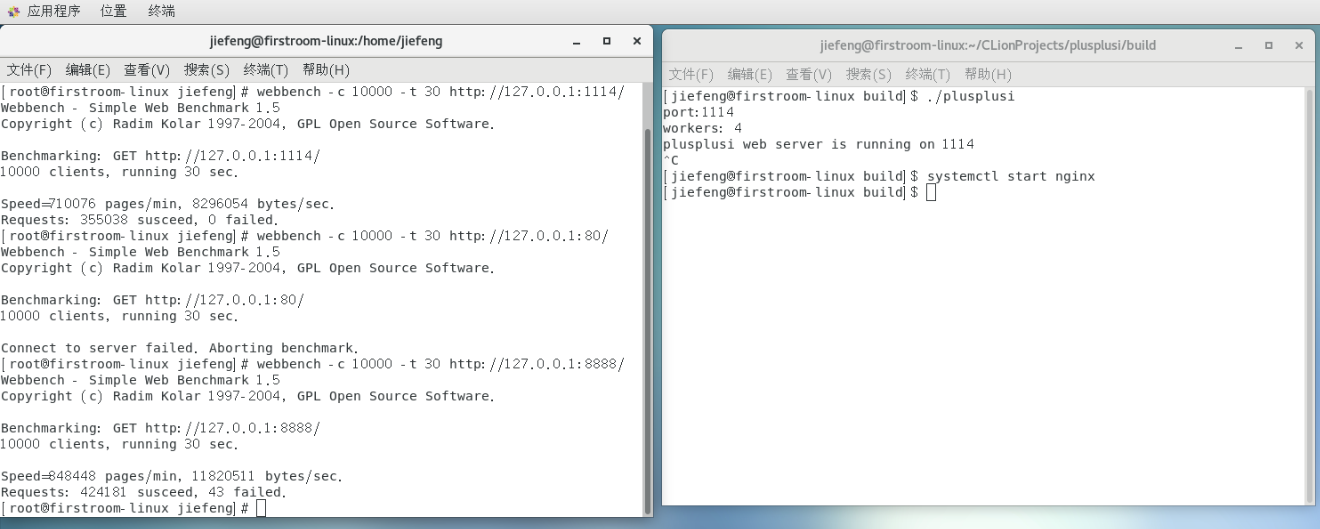 应用程序 位置 终端
jiefeng@firstroom-linux:/home/jiefeng
文件(F) 编辑(E) 查看(V) 搜索(S) 终端(T) 帮助(H)
[root@firstroom-linux jiefeng]# webbench -c 10000 -t 30 http://127.0.0.1:1114/
Webbench - Simple Web Benchmark 1.5
Copyright (c) Radim Kolar 1997-2004, GPL Open Source Software.
Benchmarking: GET http://127.0.0.1:1114/
10000 clients, running 30 sec.
Speed=710076 pages/min, 8296054 bytes/sec.
Requests: 355038 susceed, 0 failed.
[root@firstroom-linux jiefeng]# webbench -c 10000 -t 30 http://127.0.0.1:80/
Webbench - Simple Web Benchmark 1.5
Copyright (c) Radim Kolar 1997-2004, GPL Open Source Software.
Benchmarking: GET http://127.0.0.1:80/
10000 clients, running 30 sec.
Connect to server failed. Aborting benchmark.
[root@firstroom-linux jiefeng]# webbench -c 10000 -t 30 http://127.0.0.1:8888/
Webbench - Simple Web Benchmark 1.5
Copyright (c) Radim Kolar 1997-2004, GPL Open Source Software.
Benchmarking: GET http://127.0.0.1:8888/
10000 clients, running 30 sec.
Speed=848448 pages/min, 11820511 bytes/sec.
Requests: 424181 susceed, 43 failed.
[root@firstroom-linux jiefeng]#
jiefeng@firstroom-linux:~/CLionProjects/plusplusi/build
文件(F) 编辑(E) 查看(V) 搜索(S) 终端(T) 帮助(H)
[jiefeng@firstroom-linux build]$ ./plusplusi
port:1114
workers: 4
plusplusi web server is running on 1114
^C
[jiefeng@firstroom-linux build]$ systemctl start nginx
[jiefeng@firstroom-linux build]$